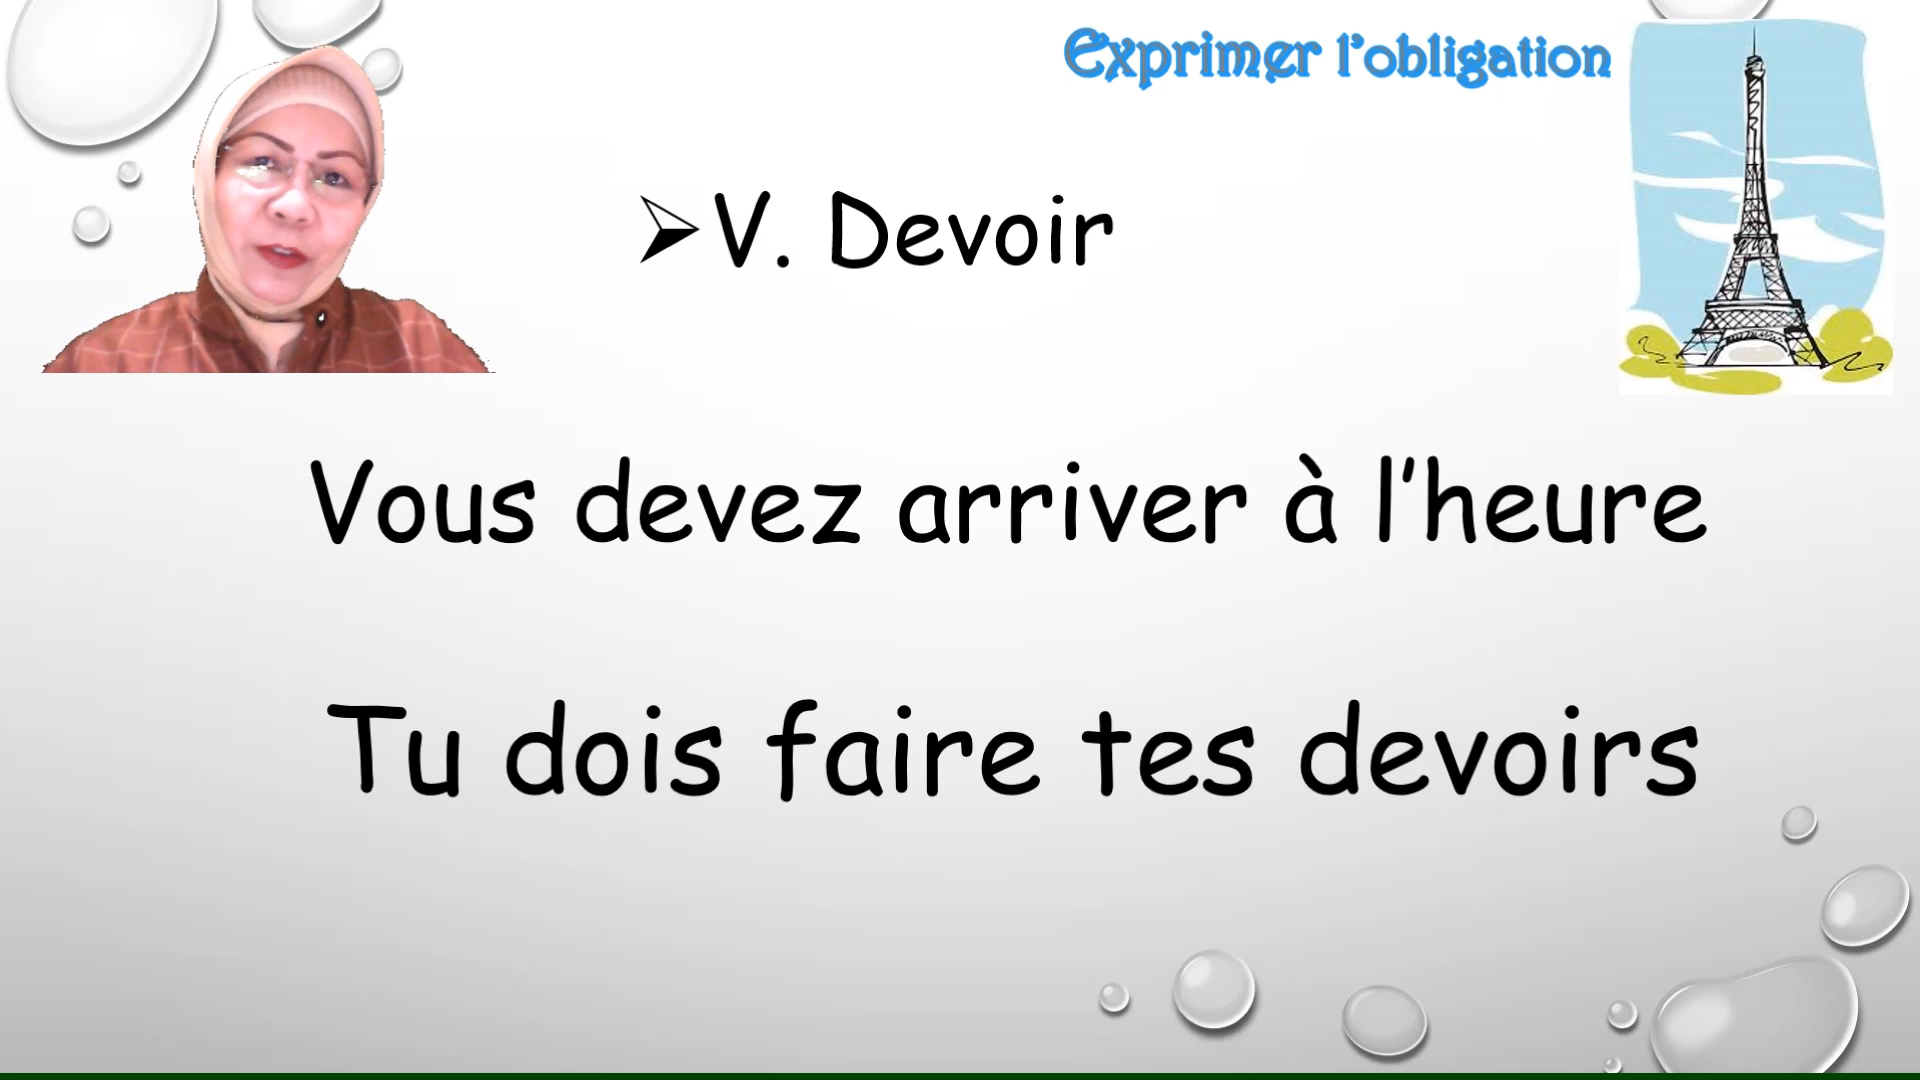 Exprimer l'obligation
V. Devoir
Vous devez arriver à l'heure
Tu dois faire tes devoirs